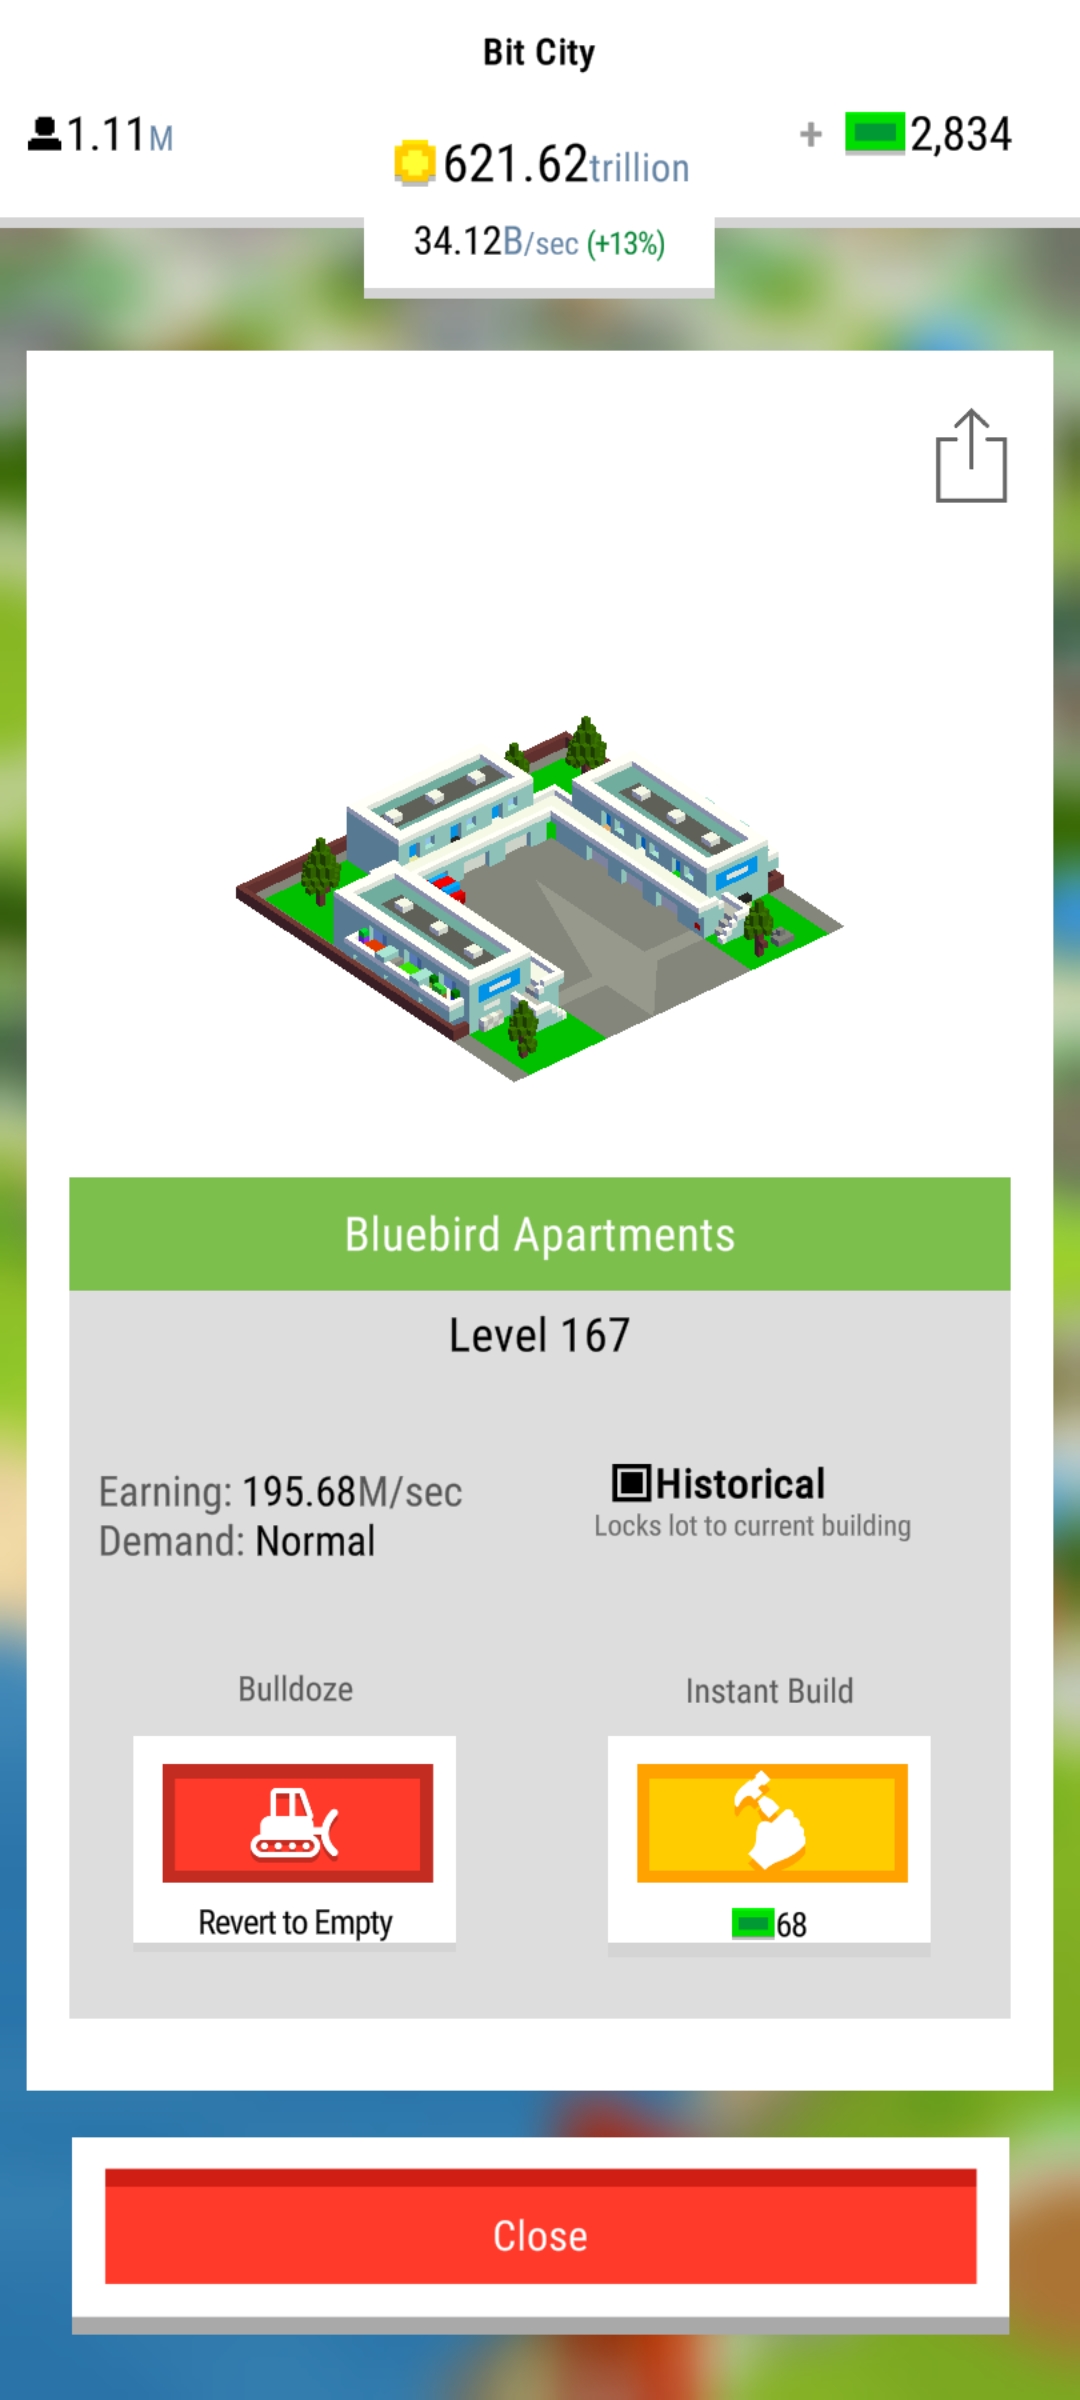 Bit City
1.11M
621.62trillion
+ 2,834
34.12B/sec (+13%)
Bluebird Apartments
Level 167
Earning: 195.68M/sec
Demand: Normal
Historical
Locks lot to current building
Bulldoze
Revert to Empty
Instant Build
68
Close